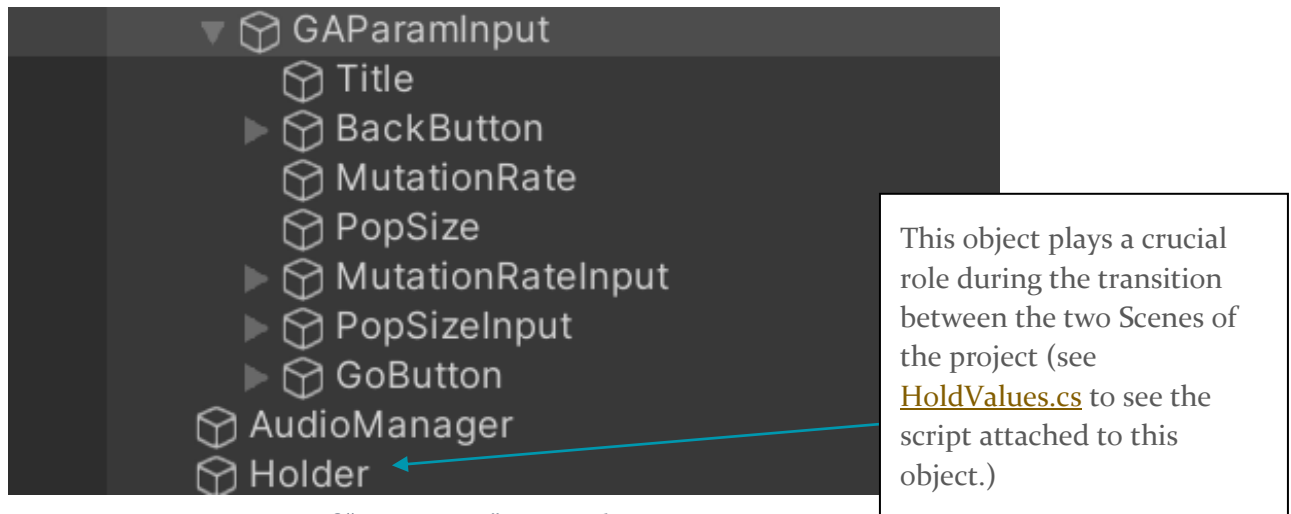 GAParamInput
Title
BackButton
MutationRate
PopSize
MutationRateInput
PopSizeInput
GoButton
AudioManager
Holder
This object plays a crucial
role during the transition
between the two Scenes of
the project (see
HoldValues.cs to see the
script attached to this
object.)